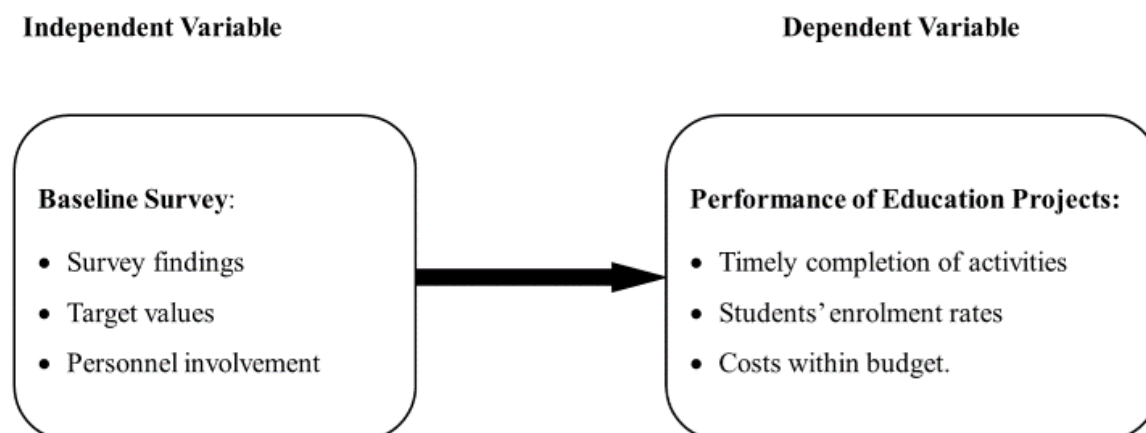 Independent Variable
Dependent Variable
Baseline Survey:
• Survey findings
• Target values
• Personnel involvement
Performance of Education Projects:
• Timely completion of activities
• Students’ enrolment rates
• Costs within budget.